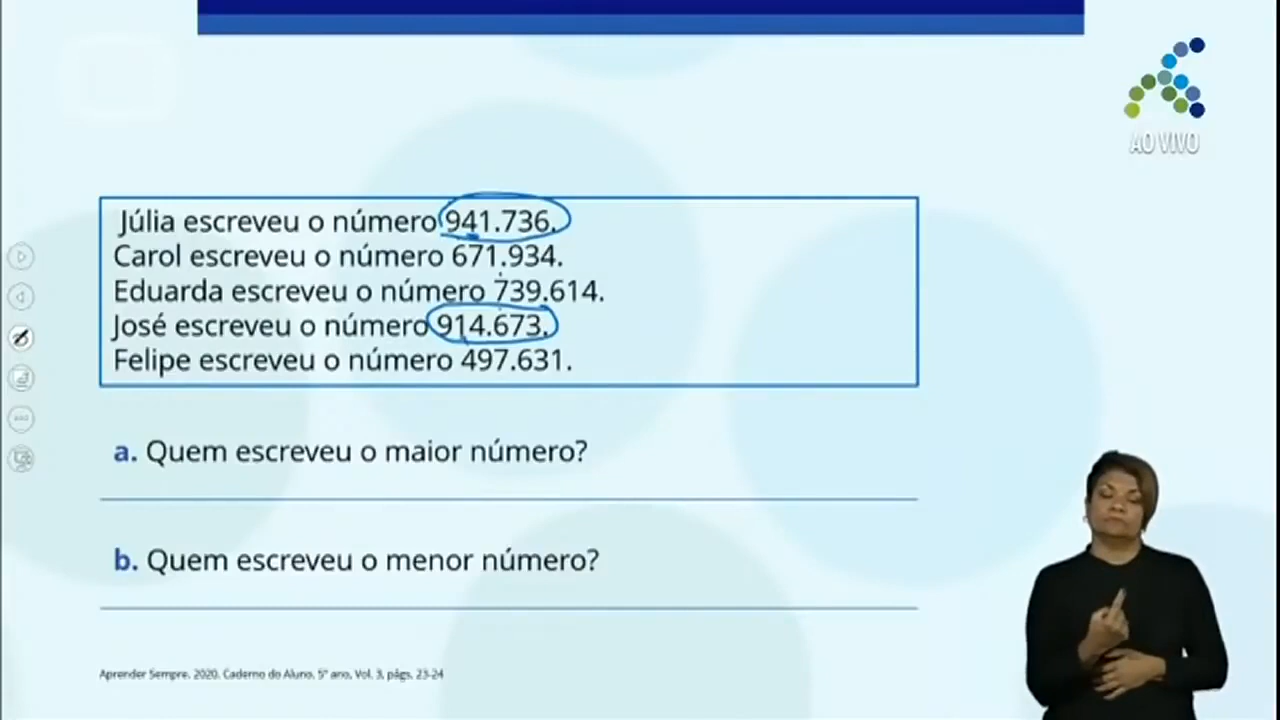 AO VIVO
Júlia escreveu o número 941.736.
Carol escreveu o número 671.934.
Eduarda escreveu o número 739.614.
José escreveu o número 914.673.
Felipe escreveu o número 497.631.
a. Quem escreveu o maior número?
b. Quem escreveu o menor número?
Aprender Sempre. 2020. Caderno do Aluno. 5º ano, Vol. 3, págs. 23-24